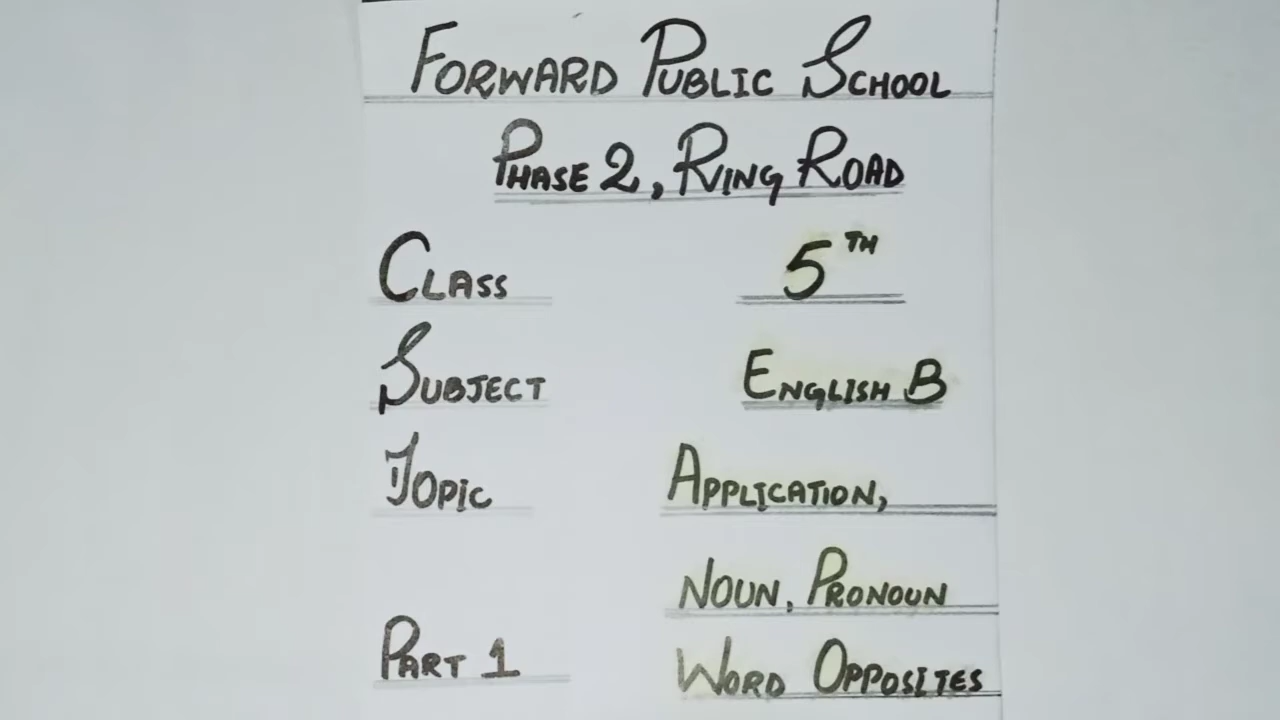 FORWARD PUBLIC SCHOOL
PHASE 2, RING ROAD
CLASS 5TH
SUBJECT ENGLISH B
TOPIC APPLICATION,
NOUN, PRONOUN
PART 1 WORD OPPOSITES